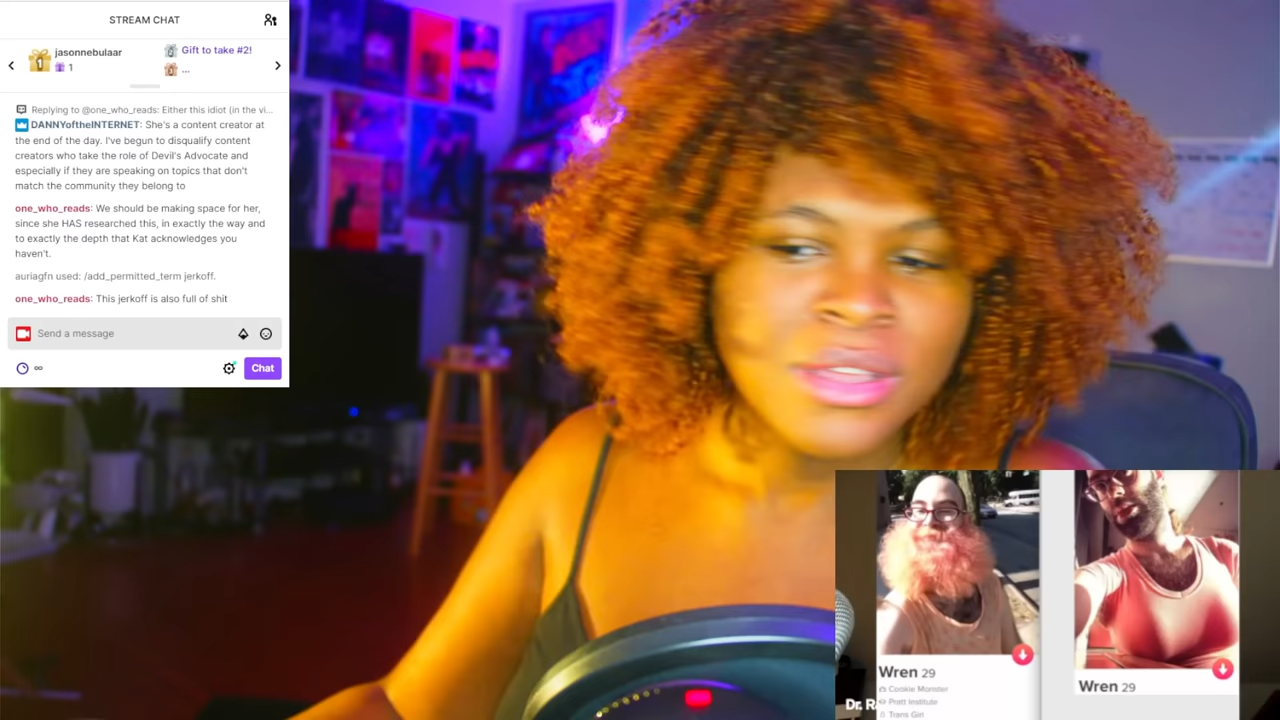 STREAM CHAT
jasonnebulaar
1
Gift to take #2!
...
Replying to @one_who_reads: Either this idiot (in the vi...
DANNYoftheINTERNET: She's a content creator at
the end of the day. I've begun to disqualify content
creators who take the role of Devil's Advocate and
especially if they are speaking on topics that don't
match the community they belong to
one_who_reads: We should be making space for her,
since she HAS researched this, in exactly the way and
to exactly the depth that Kat acknowledges you
haven't.
auriagfn used: /add_permitted_term jerkoff.
one_who_reads: This jerkoff is also full of shit
Send a message
∞
Chat
Wren 29
Cookie Monster
Pratt Institute
Trans Girl
Wren 29
Dr. R